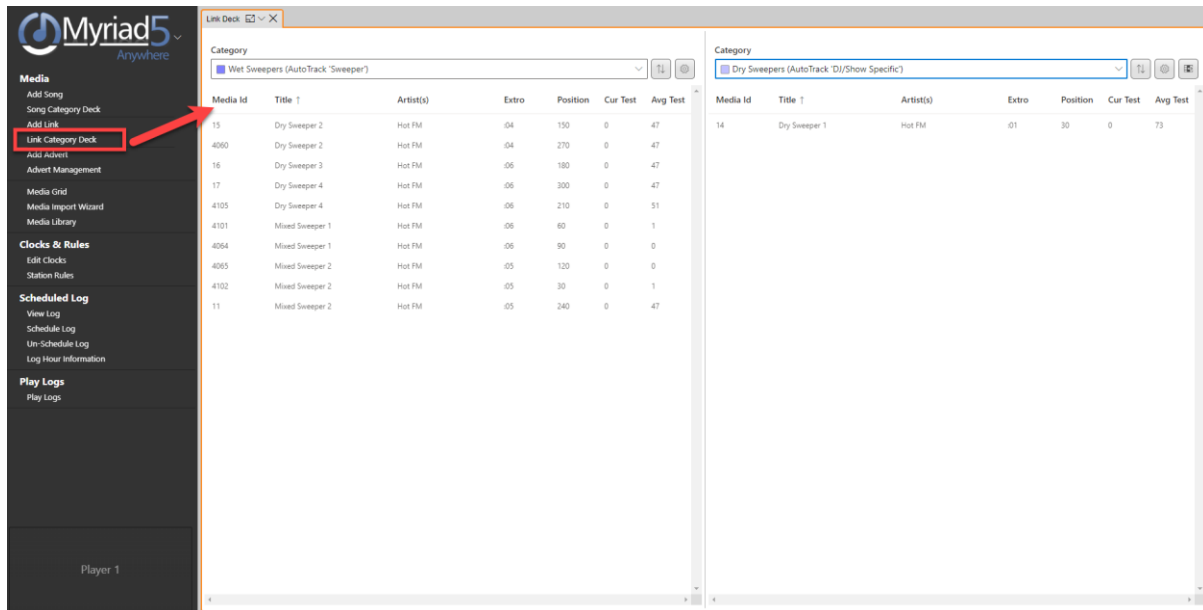 Myriad5
Anywhere
Media
Add Song
Song Category Deck
Add Link
Link Category Deck
Add Advert
Advert Management
Media Grid
Media Import Wizard
Media Library
Clocks & Rules
Edit Clocks
Station Rules
Scheduled Log
View Log
Schedule Log
Un-Schedule Log
Log Hour Information
Play Logs
Play Logs
Player 1
Link Deck
Category
Wet Sweepers (AutoTrack 'Sweeper')
Media Id Title ↑ Artist(s) Extro Position Cur Test Avg Test
15 Dry Sweeper 2 Hot FM :04 150 0 47
4060 Dry Sweeper 2 Hot FM :04 270 0 47
16 Dry Sweeper 3 Hot FM :06 180 0 47
17 Dry Sweeper 4 Hot FM :06 300 0 47
4105 Dry Sweeper 4 Hot FM :06 210 0 51
4101 Mixed Sweeper 1 Hot FM :06 60 0 1
4064 Mixed Sweeper 1 Hot FM :06 90 0 0
4065 Mixed Sweeper 2 Hot FM :05 120 0 0
4102 Mixed Sweeper 2 Hot FM :05 30 0 1
11 Mixed Sweeper 2 Hot FM :05 240 0 47
Category
Dry Sweepers (AutoTrack 'DJ/Show Specific')
Media Id Title ↑ Artist(s) Extro Position Cur Test Avg Test
14 Dry Sweeper 1 Hot FM :01 30 0 73